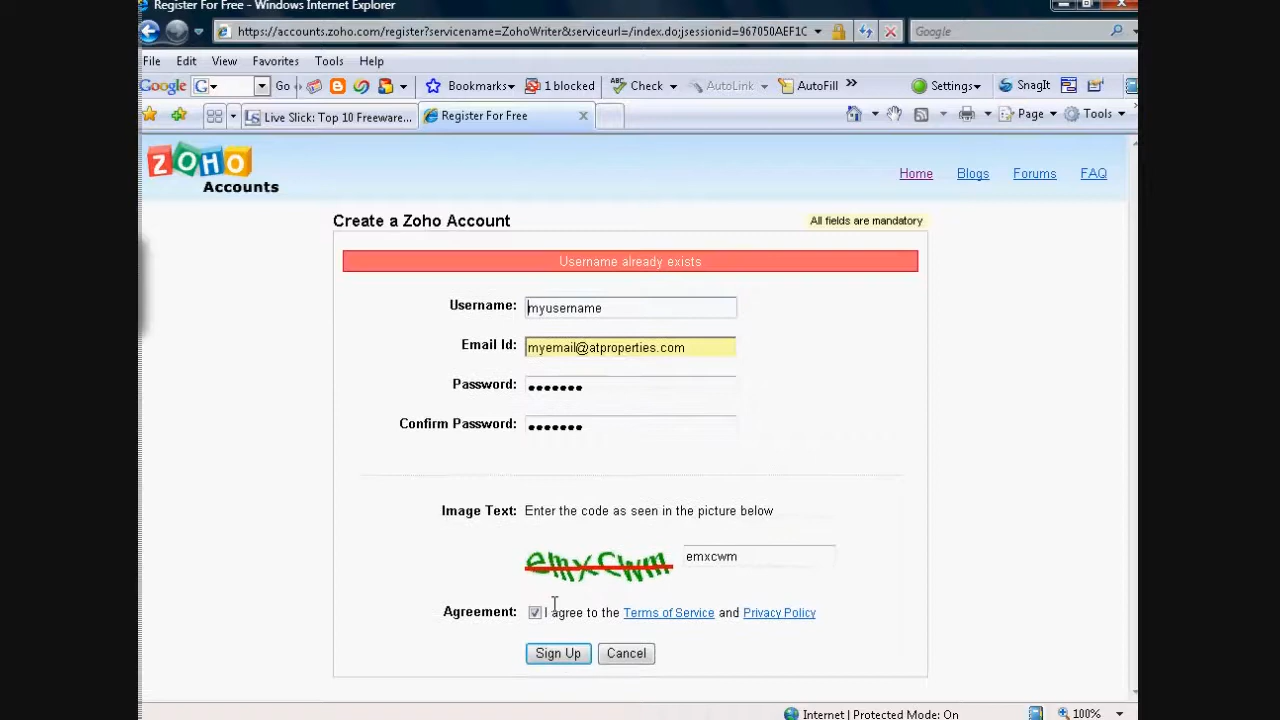 Register For Free - Windows Internet Explorer
https://accounts.zoho.com/register?servicename=ZohoWriter&serviceurl=/index.do;jsessionid=967050AEF1C
Google
File Edit View Favorites Tools Help
Google G Go Bookmarks 1 blocked Check AutoLink AutoFill Settings SnagIt
Live Slick: Top 10 Freeware... Register For Free Page Tools
ZOHO
Accounts
Home Blogs Forums FAQ
Create a Zoho Account All fields are mandatory
Username already exists
Username: myusername
Email Id: myemail@atproperties.com
Password:
Confirm Password:
Image Text: Enter the code as seen in the picture below
emxcwm emxcwm
Agreement: I agree to the Terms of Service and Privacy Policy
Sign Up Cancel
Internet | Protected Mode: On 100%